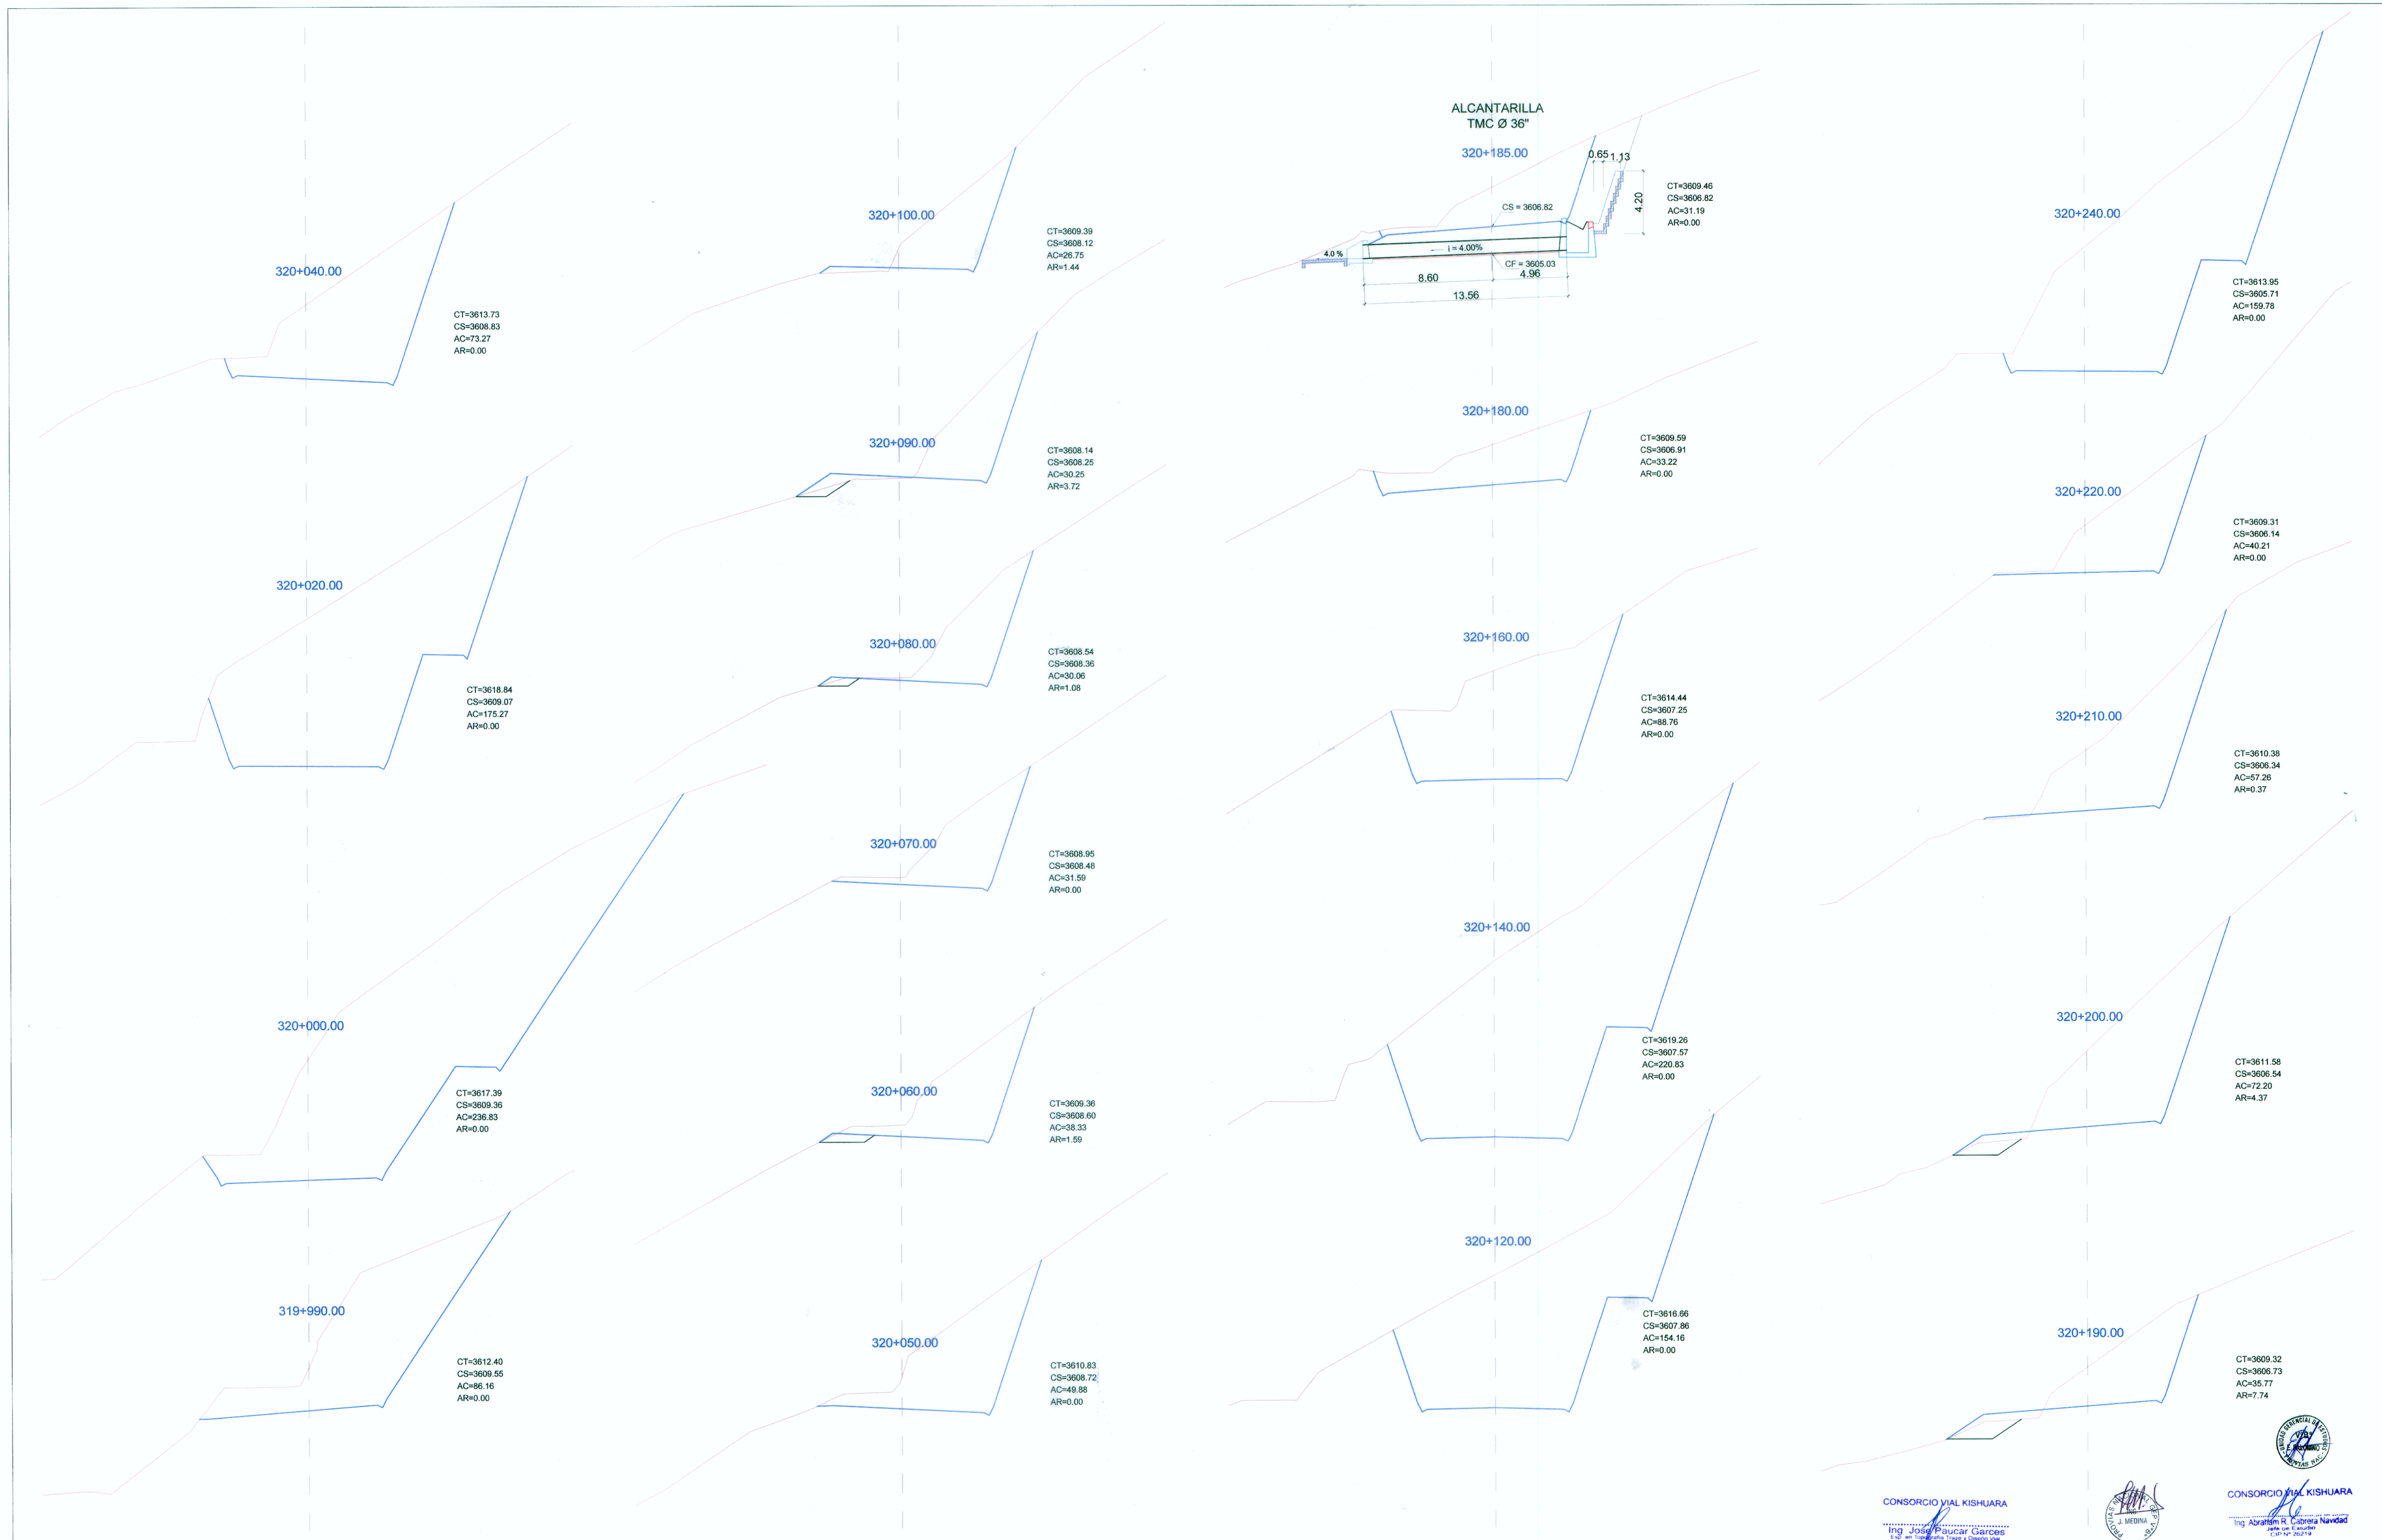 320+040.00
CT=3613.73
CS=3608.83
AC=73.27
AR=0.00
320+020.00
CT=3618.84
CS=3609.07
AC=175.27
AR=0.00
320+000.00
CT=3617.39
CS=3609.36
AC=236.83
AR=0.00
319+990.00
CT=3612.40
CS=3609.55
AC=86.16
AR=0.00
320+100.00
CT=3609.39
CS=3608.12
AC=26.75
AR=1.44
320+090.00
CT=3608.14
CS=3608.25
AC=30.25
AR=3.72
320+080.00
CT=3608.54
CS=3608.36
AC=30.06
AR=1.08
320+070.00
CT=3608.95
CS=3608.48
AC=31.59
AR=0.00
320+060.00
CT=3609.36
CS=3608.60
AC=38.33
AR=1.59
320+050.00
CT=3610.83
CS=3608.72
AC=49.88
AR=0.00
ALCANTARILLA
TMC Ø 36"
320+185.00
0.65
1.13
4.20
CT=3609.46
CS=3606.82
AC=31.19
AR=0.00
CS = 3606.82
4.0 %
i = 4.00%
CF = 3605.03
8.60
4.96
13.56
320+180.00
CT=3609.59
CS=3606.91
AC=33.22
AR=0.00
320+160.00
CT=3614.44
CS=3607.25
AC=88.76
AR=0.00
320+140.00
CT=3619.26
CS=3607.57
AC=220.83
AR=0.00
320+120.00
CT=3616.66
CS=3607.86
AC=154.16
AR=0.00
320+240.00
CT=3613.95
CS=3605.71
AC=159.78
AR=0.00
320+220.00
CT=3609.31
CS=3606.14
AC=40.21
AR=0.00
320+210.00
CT=3610.38
CS=3606.34
AC=57.26
AR=0.37
320+200.00
CT=3611.58
CS=3606.54
AC=72.20
AR=4.37
320+190.00
CT=3609.32
CS=3606.73
AC=35.77
AR=7.74
CONSORCIO VIAL KISHUARA
Ing José Paucar Garces
J. MEDINA
CONSORCIO VIAL KISHUARA
Ing. Abraham R. Cabrera Navidad
Jefe de Estudio
CIP N° 26219